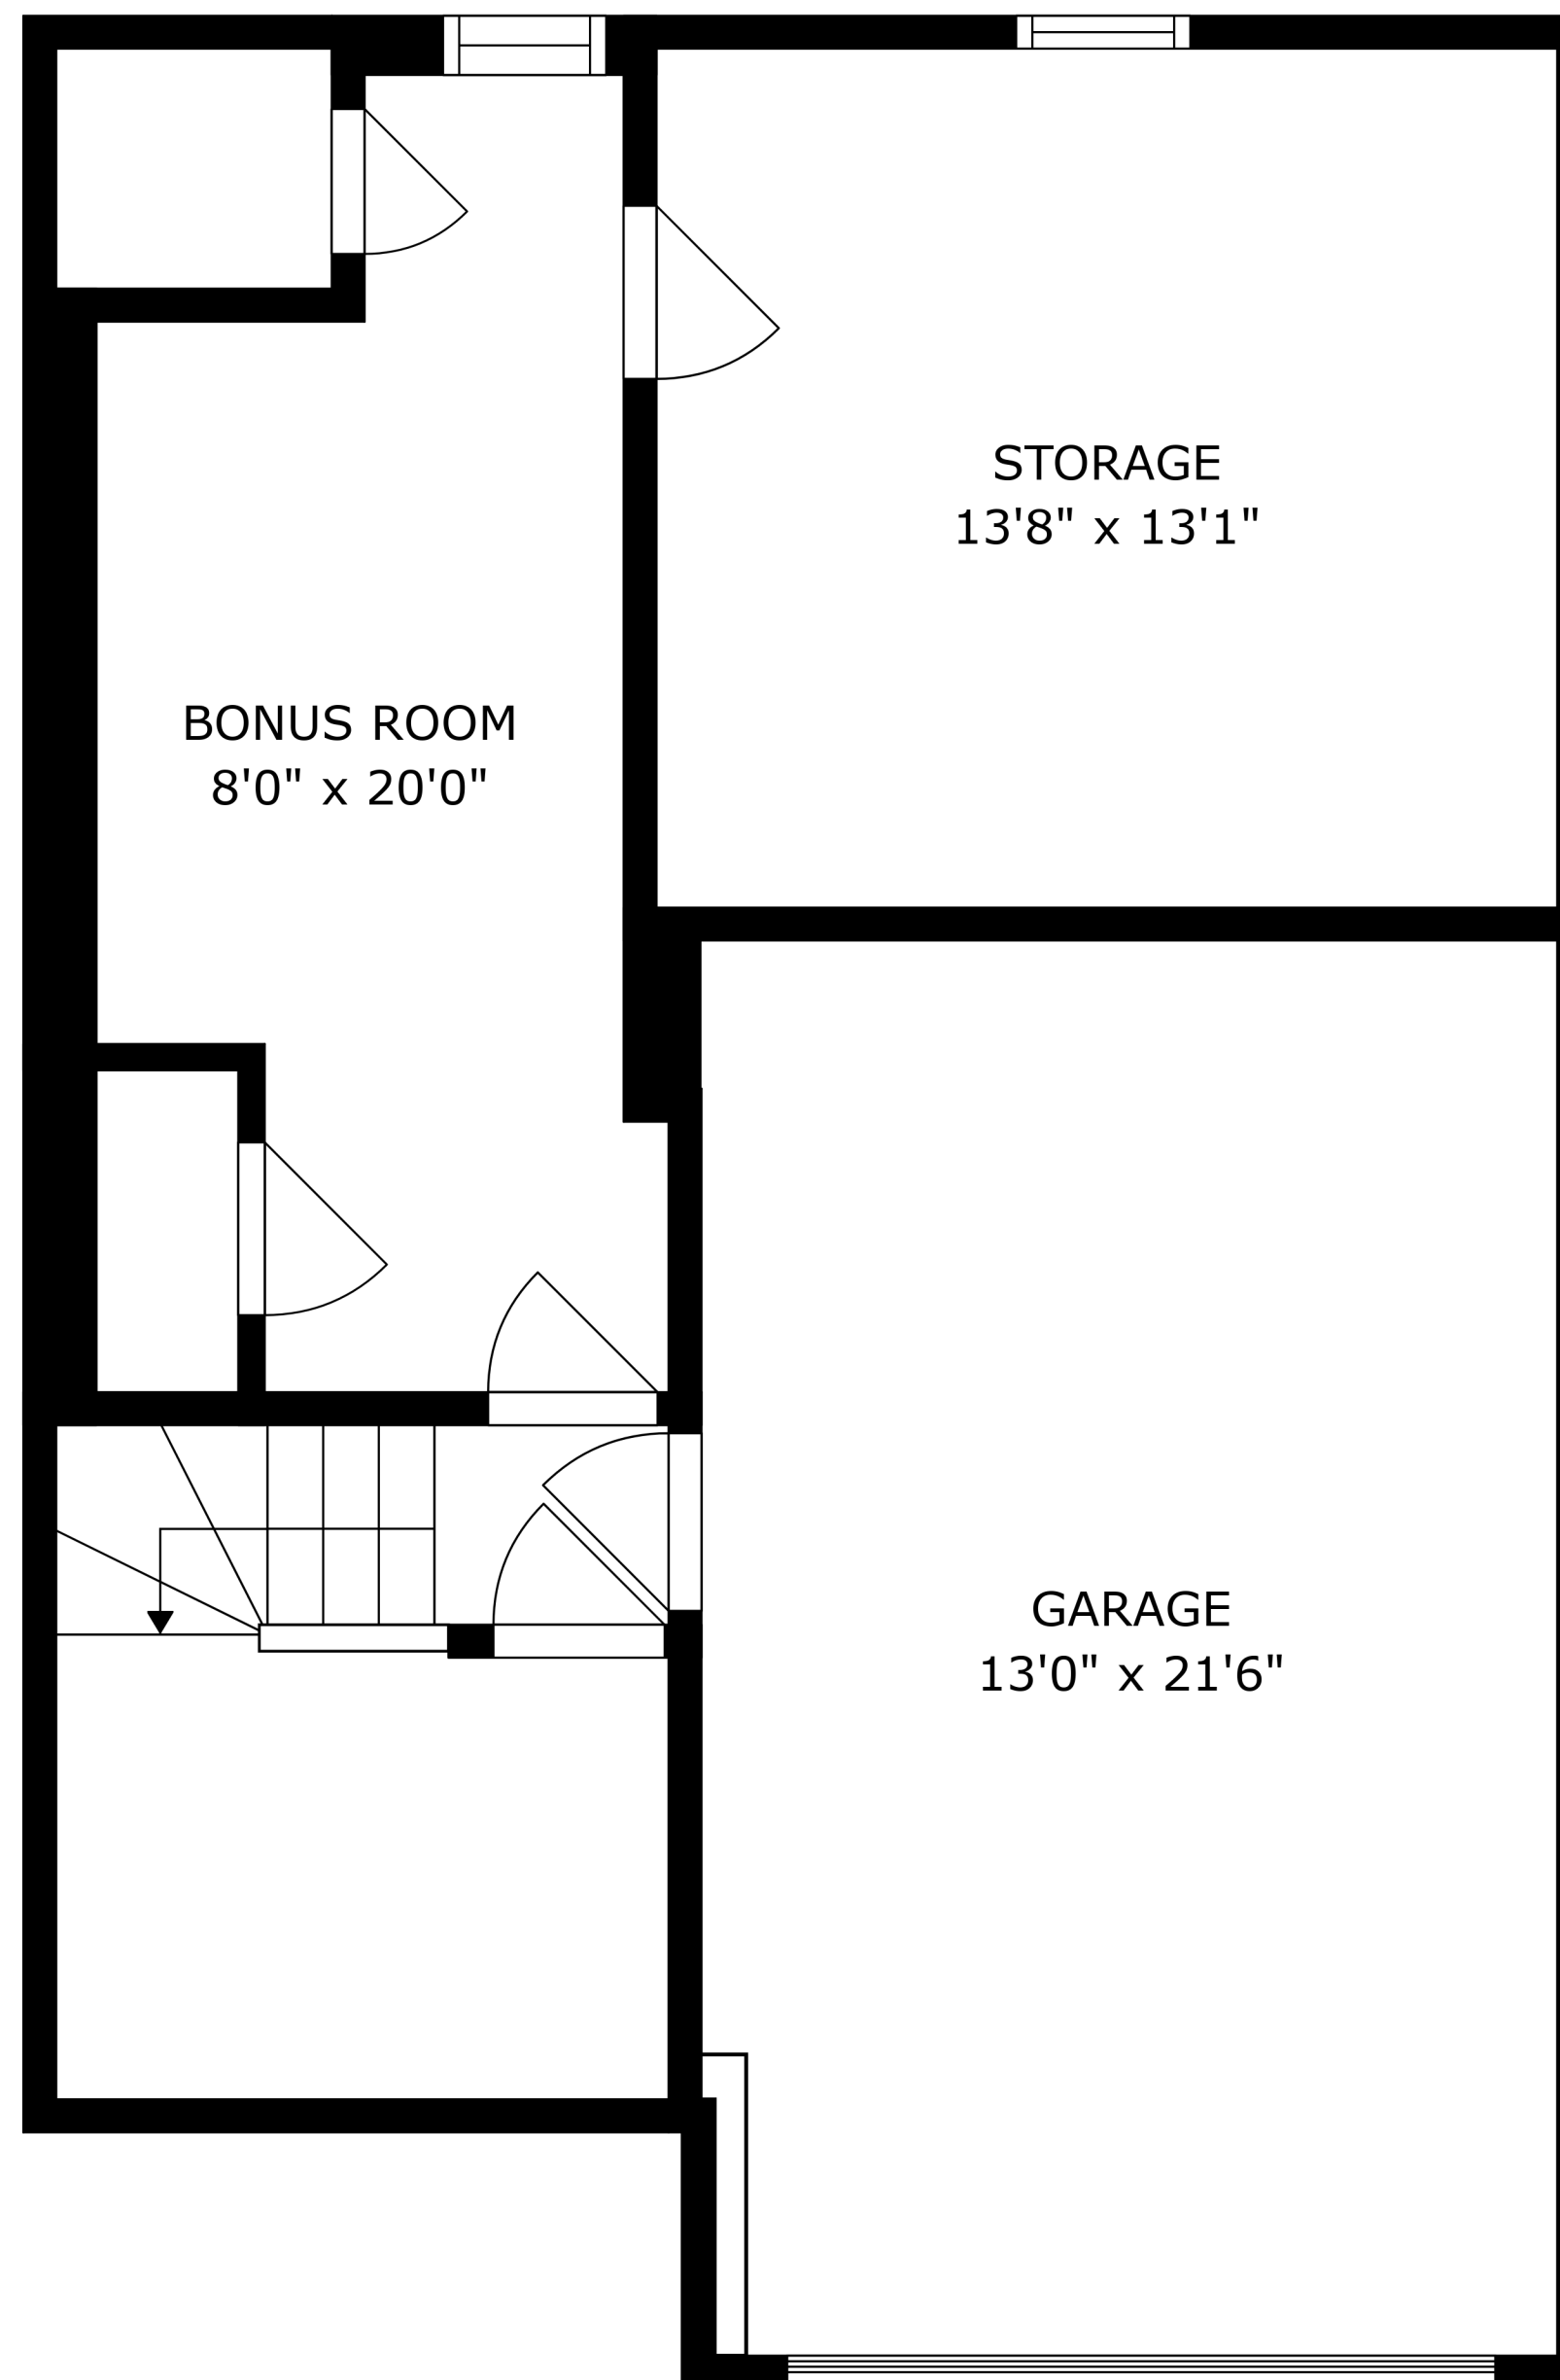 STORAGE
13'8" x 13'1"
BONUS ROOM
8'0" x 20'0"
GARAGE
13'0" x 21'6"